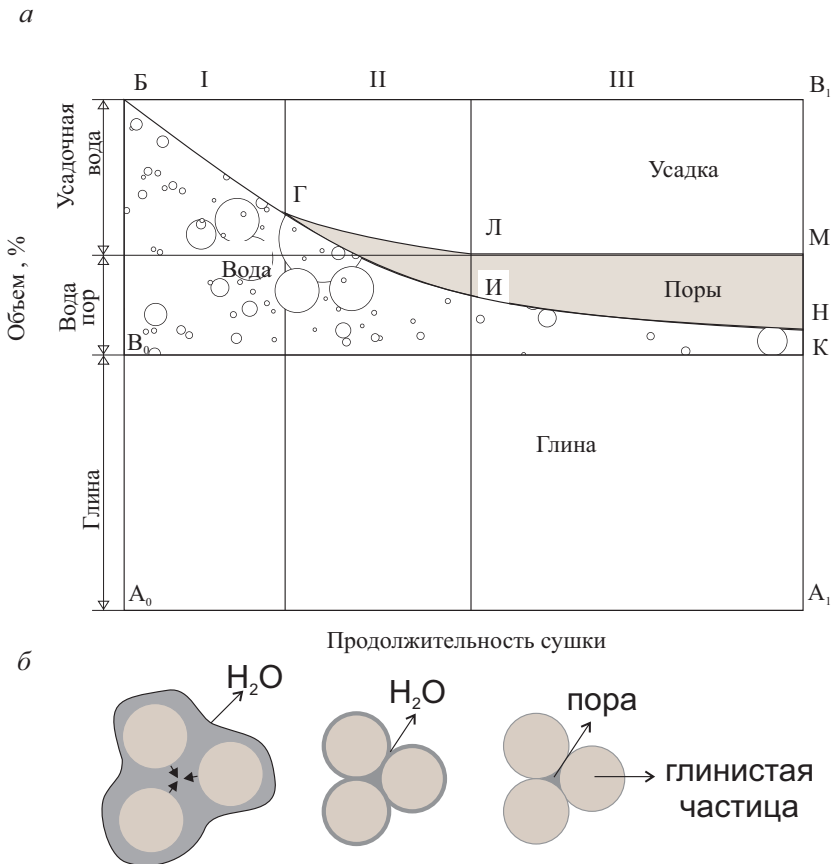 а
Б I II III В₁
Усадочная
вода
Усадка
Г
Л
М
Объем , %
Вода
пор
Вода
И
Поры
Н
В₀
К
Глина
Глина
А₀
А₁
Продолжительность сушки
б
H₂O
H₂O
пора
глинистая
частица